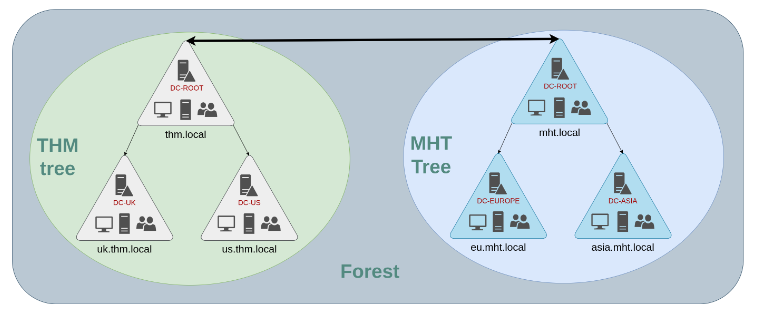 DC-ROOT
thm.local
THM
tree
DC-UK
uk.thm.local
DC-US
us.thm.local
DC-ROOT
mht.local
MHT
Tree
DC-EUROPE
eu.mht.local
DC-ASIA
asia.mht.local
Forest